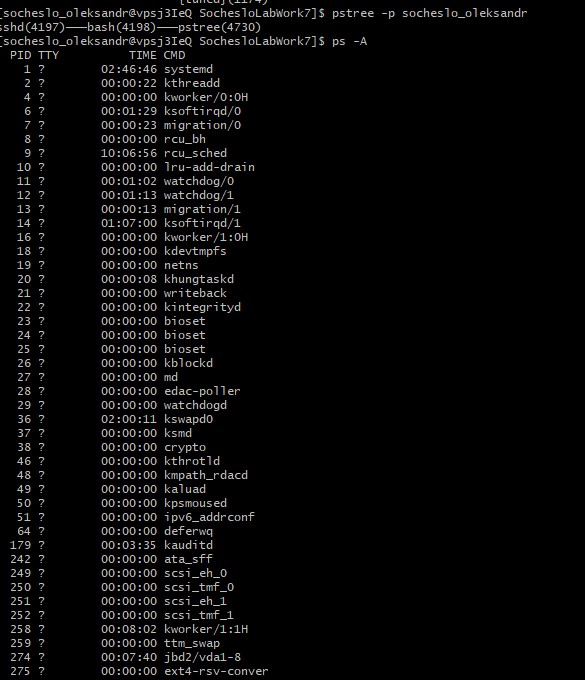 [tuned](1174)
[socheslo_oleksandr@vpsj3IeQ SochesloLabWork7]$ pstree -p socheslo_oleksandr
sshd(4197)───bash(4198)───pstree(4730)
[socheslo_oleksandr@vpsj3IeQ SochesloLabWork7]$ ps -A
PID TTY TIME CMD
1 ? 02:46:46 systemd
2 ? 00:00:22 kthreadd
4 ? 00:00:00 kworker/0:0H
6 ? 00:01:29 ksoftirqd/0
7 ? 00:00:23 migration/0
8 ? 00:00:00 rcu_bh
9 ? 10:06:56 rcu_sched
10 ? 00:00:00 lru-add-drain
11 ? 00:01:02 watchdog/0
12 ? 00:01:13 watchdog/1
13 ? 00:00:13 migration/1
14 ? 01:07:00 ksoftirqd/1
16 ? 00:00:00 kworker/1:0H
18 ? 00:00:00 kdevtmpfs
19 ? 00:00:00 netns
20 ? 00:00:08 khungtaskd
21 ? 00:00:00 writeback
22 ? 00:00:00 kintegrityd
23 ? 00:00:00 bioset
24 ? 00:00:00 bioset
25 ? 00:00:00 bioset
26 ? 00:00:00 kblockd
27 ? 00:00:00 md
28 ? 00:00:00 edac-poller
29 ? 00:00:00 watchdogd
36 ? 02:00:11 kswapd0
37 ? 00:00:00 ksmd
38 ? 00:00:00 crypto
46 ? 00:00:00 kthrotld
48 ? 00:00:00 kmpath_rdacd
49 ? 00:00:00 kaluad
50 ? 00:00:00 kpsmoused
51 ? 00:00:00 ipv6_addrconf
64 ? 00:00:00 deferwq
179 ? 00:03:35 kauditd
242 ? 00:00:00 ata_sff
249 ? 00:00:00 scsi_eh_0
250 ? 00:00:00 scsi_tmf_0
251 ? 00:00:00 scsi_eh_1
252 ? 00:00:00 scsi_tmf_1
258 ? 00:08:02 kworker/1:1H
259 ? 00:00:00 ttm_swap
274 ? 00:07:40 jbd2/vda1-8
275 ? 00:00:00 ext4-rsv-conver